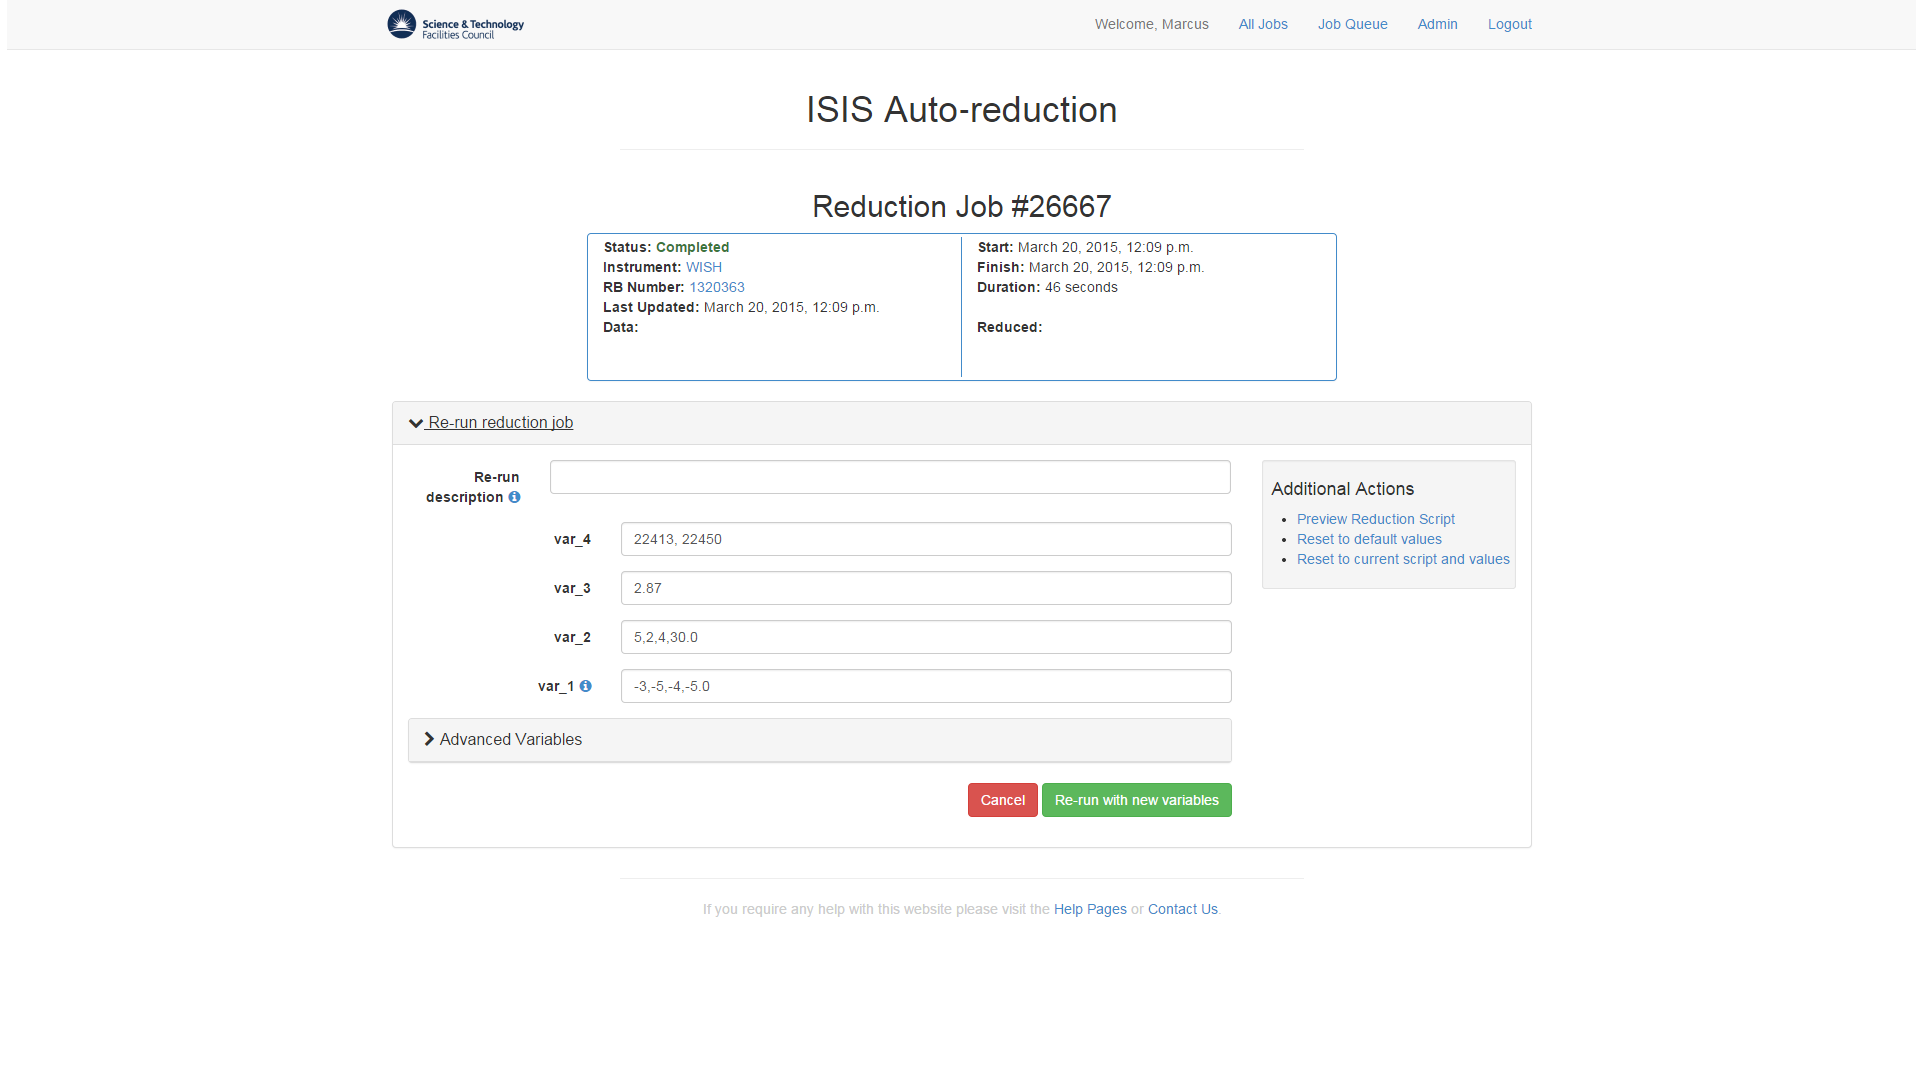 Science & Technology
Facilities Council
Welcome, Marcus All Jobs Job Queue Admin Logout
ISIS Auto-reduction
Reduction Job #26667
Status: Completed
Instrument: WISH
RB Number: 1320363
Last Updated: March 20, 2015, 12:09 p.m.
Data:
Start: March 20, 2015, 12:09 p.m.
Finish: March 20, 2015, 12:09 p.m.
Duration: 46 seconds
Reduced:
Re-run reduction job
Re-run
description
var_4 22413, 22450
var_3 2.87
var_2 5,2,4,30.0
var_1 -3,-5,-4,-5.0
Advanced Variables
Cancel Re-run with new variables
Additional Actions
Preview Reduction Script
Reset to default values
Reset to current script and values
If you require any help with this website please visit the Help Pages or Contact Us.